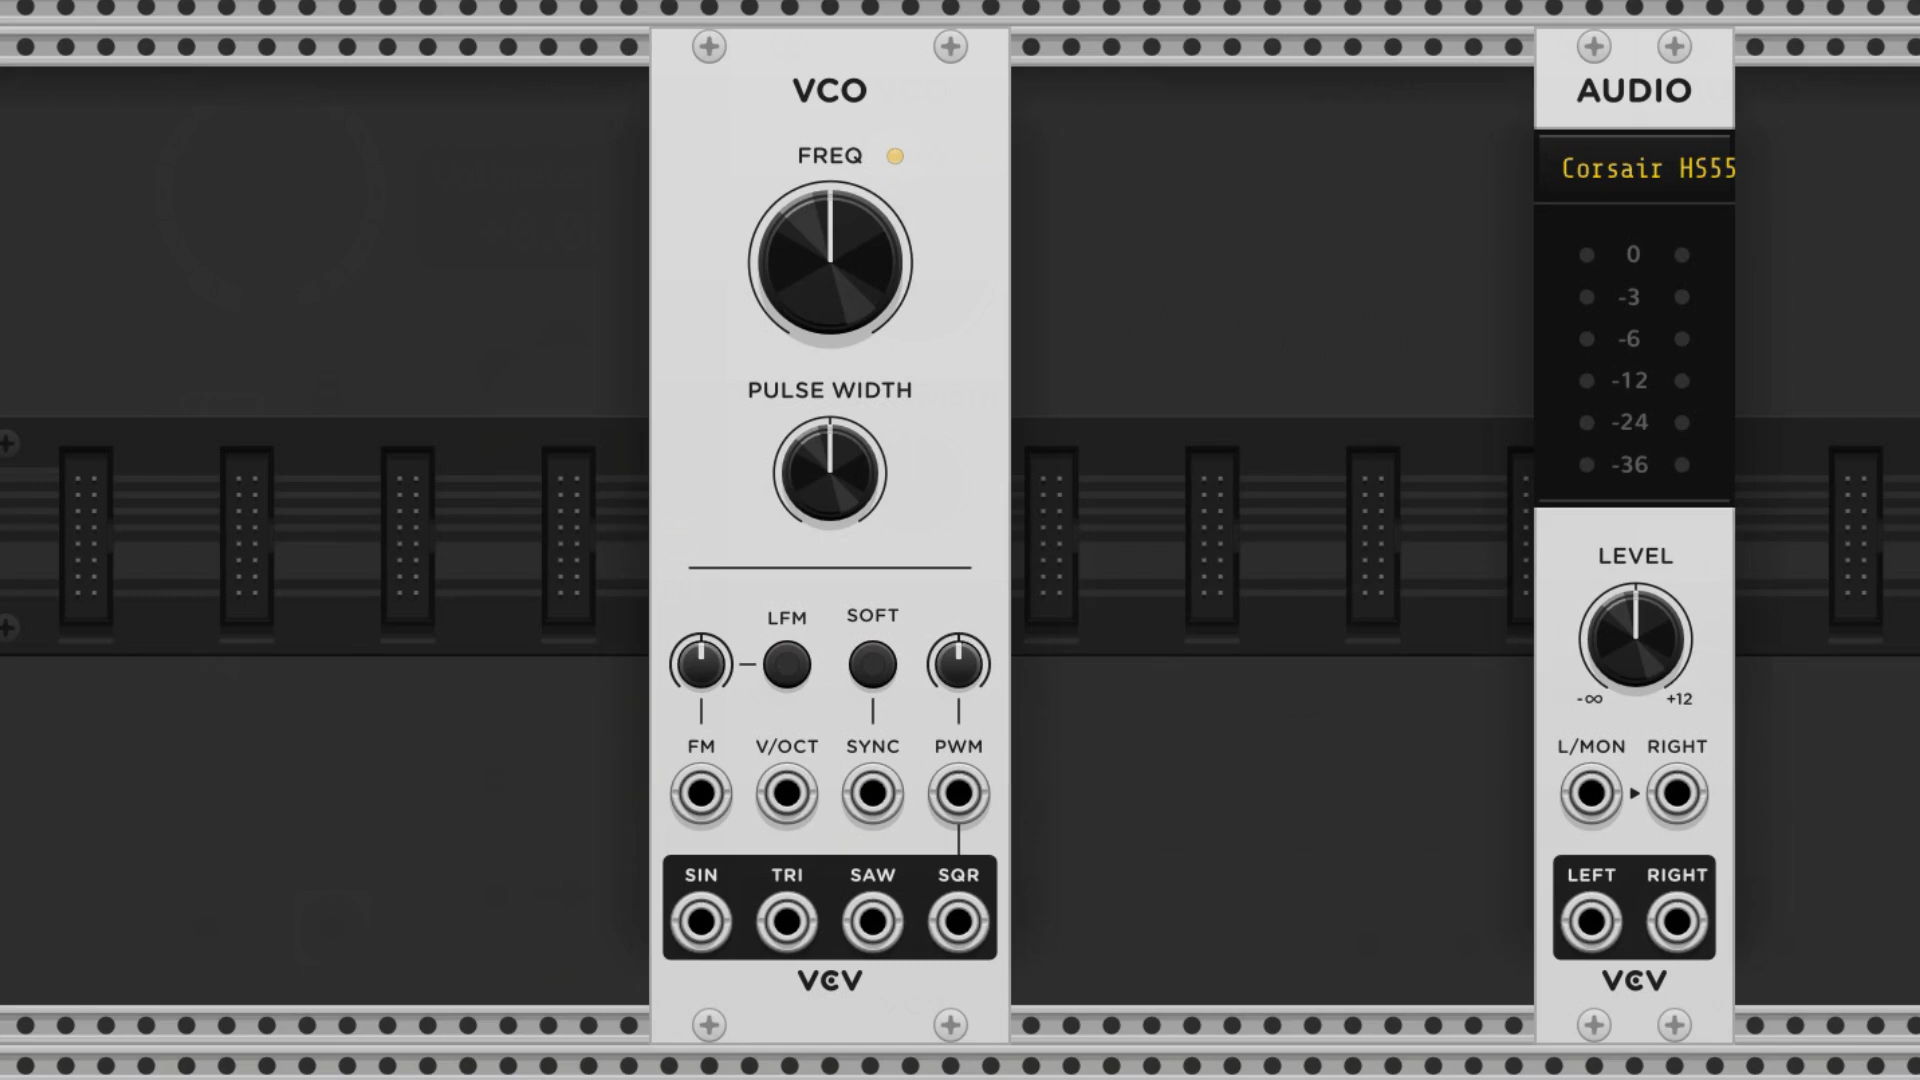 VCO
FREQ
PULSE WIDTH
LFM SOFT
FM V/OCT SYNC PWM
SIN TRI SAW SQR
VCV
AUDIO
Corsair HS55
0
-3
-6
-12
-24
-36
LEVEL
-∞ +12
L/MON RIGHT
LEFT RIGHT
VCV